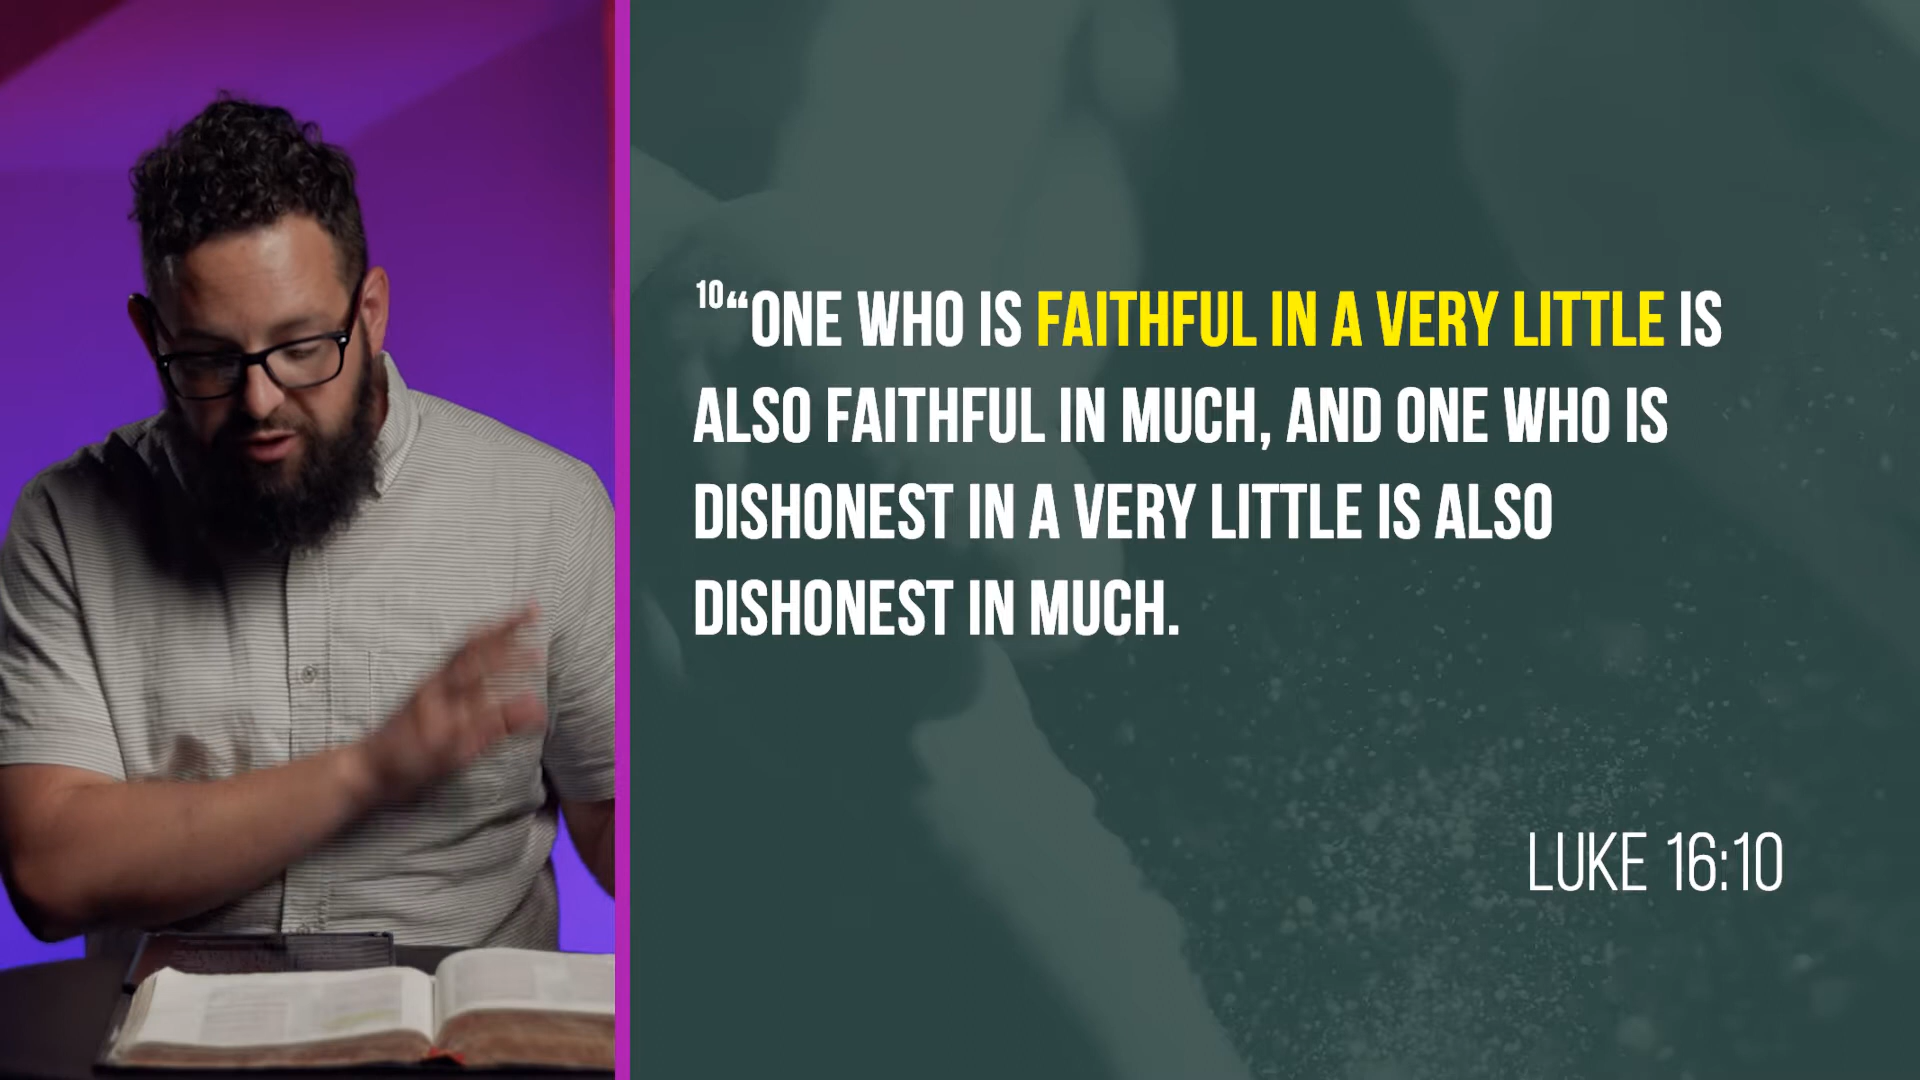 10“ONE WHO IS FAITHFUL IN A VERY LITTLE IS
ALSO FAITHFUL IN MUCH, AND ONE WHO IS
DISHONEST IN A VERY LITTLE IS ALSO
DISHONEST IN MUCH.
LUKE 16:10